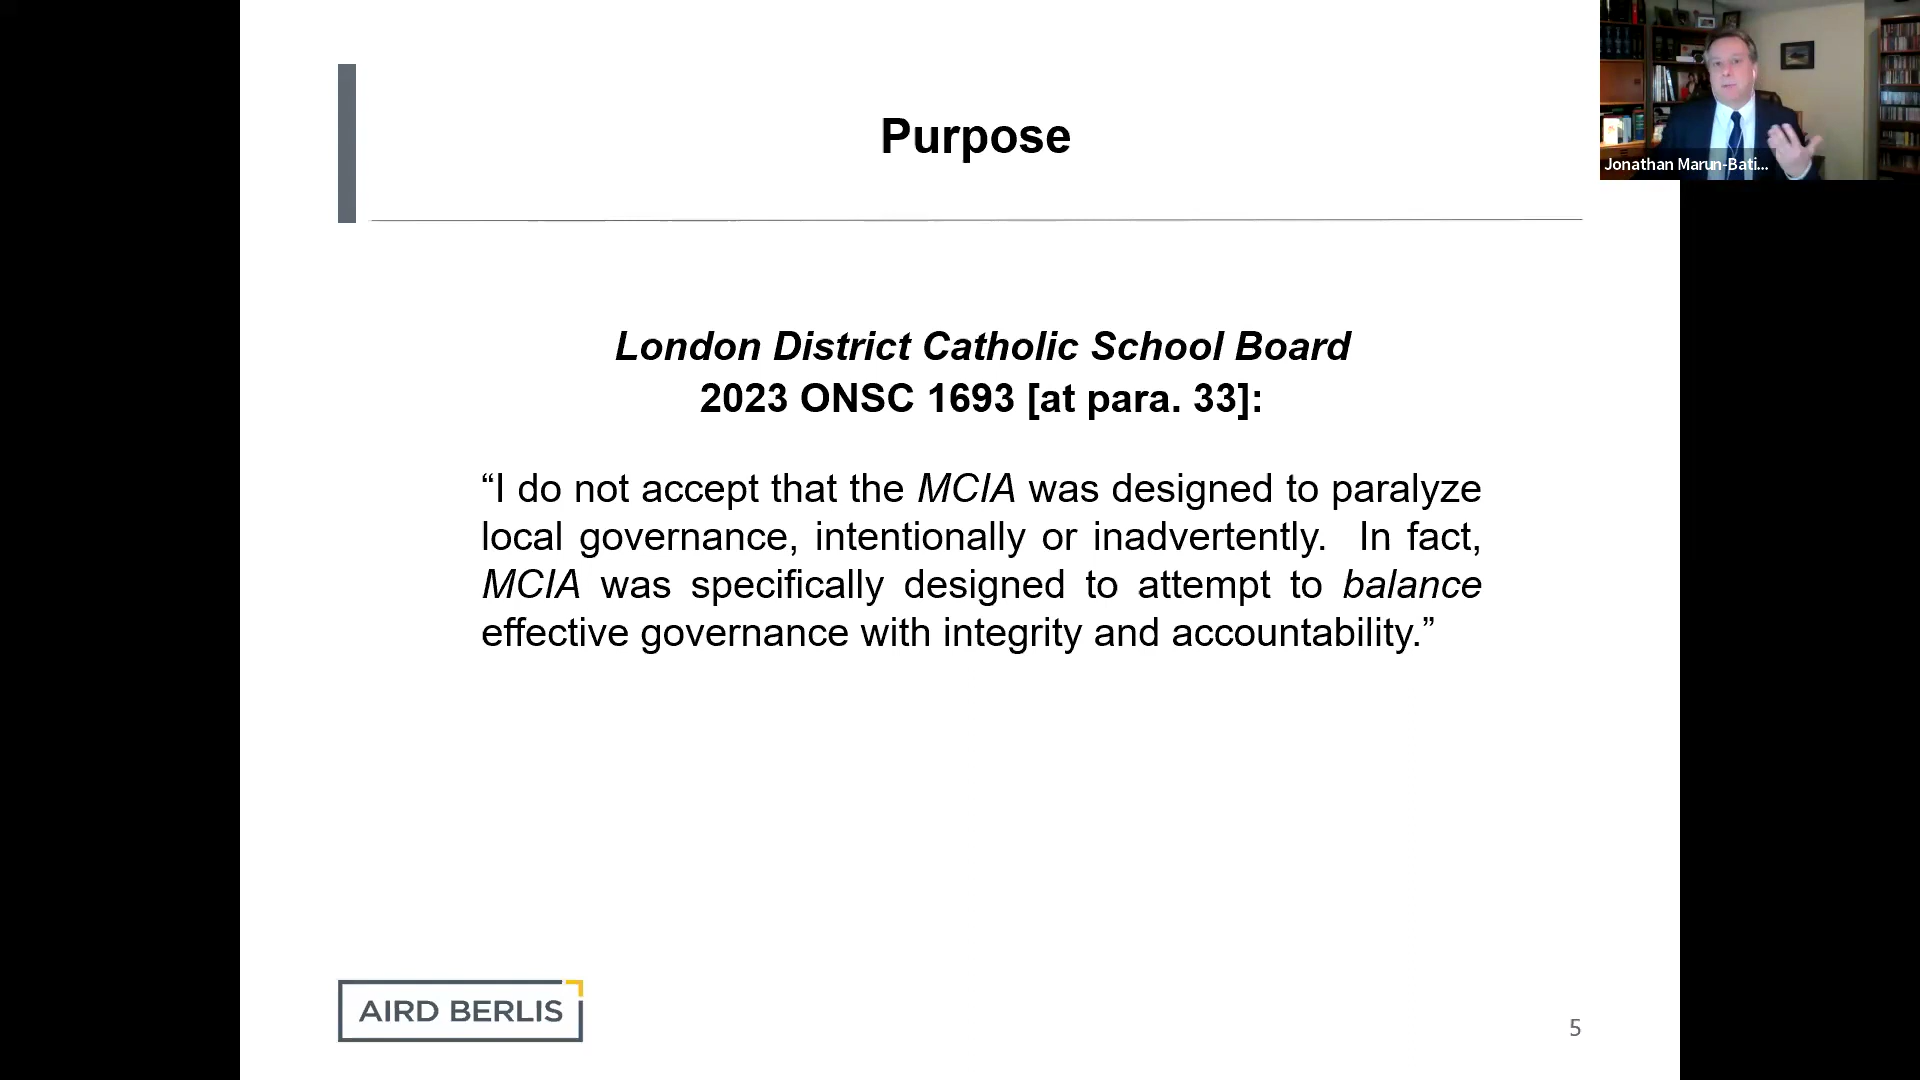 Purpose
Jonathan Marun-Bati...
London District Catholic School Board
2023 ONSC 1693 [at para. 33]:
“I do not accept that the MCIA was designed to paralyze
local governance, intentionally or inadvertently. In fact,
MCIA was specifically designed to attempt to balance
effective governance with integrity and accountability.”
AIRD BERLIS
5